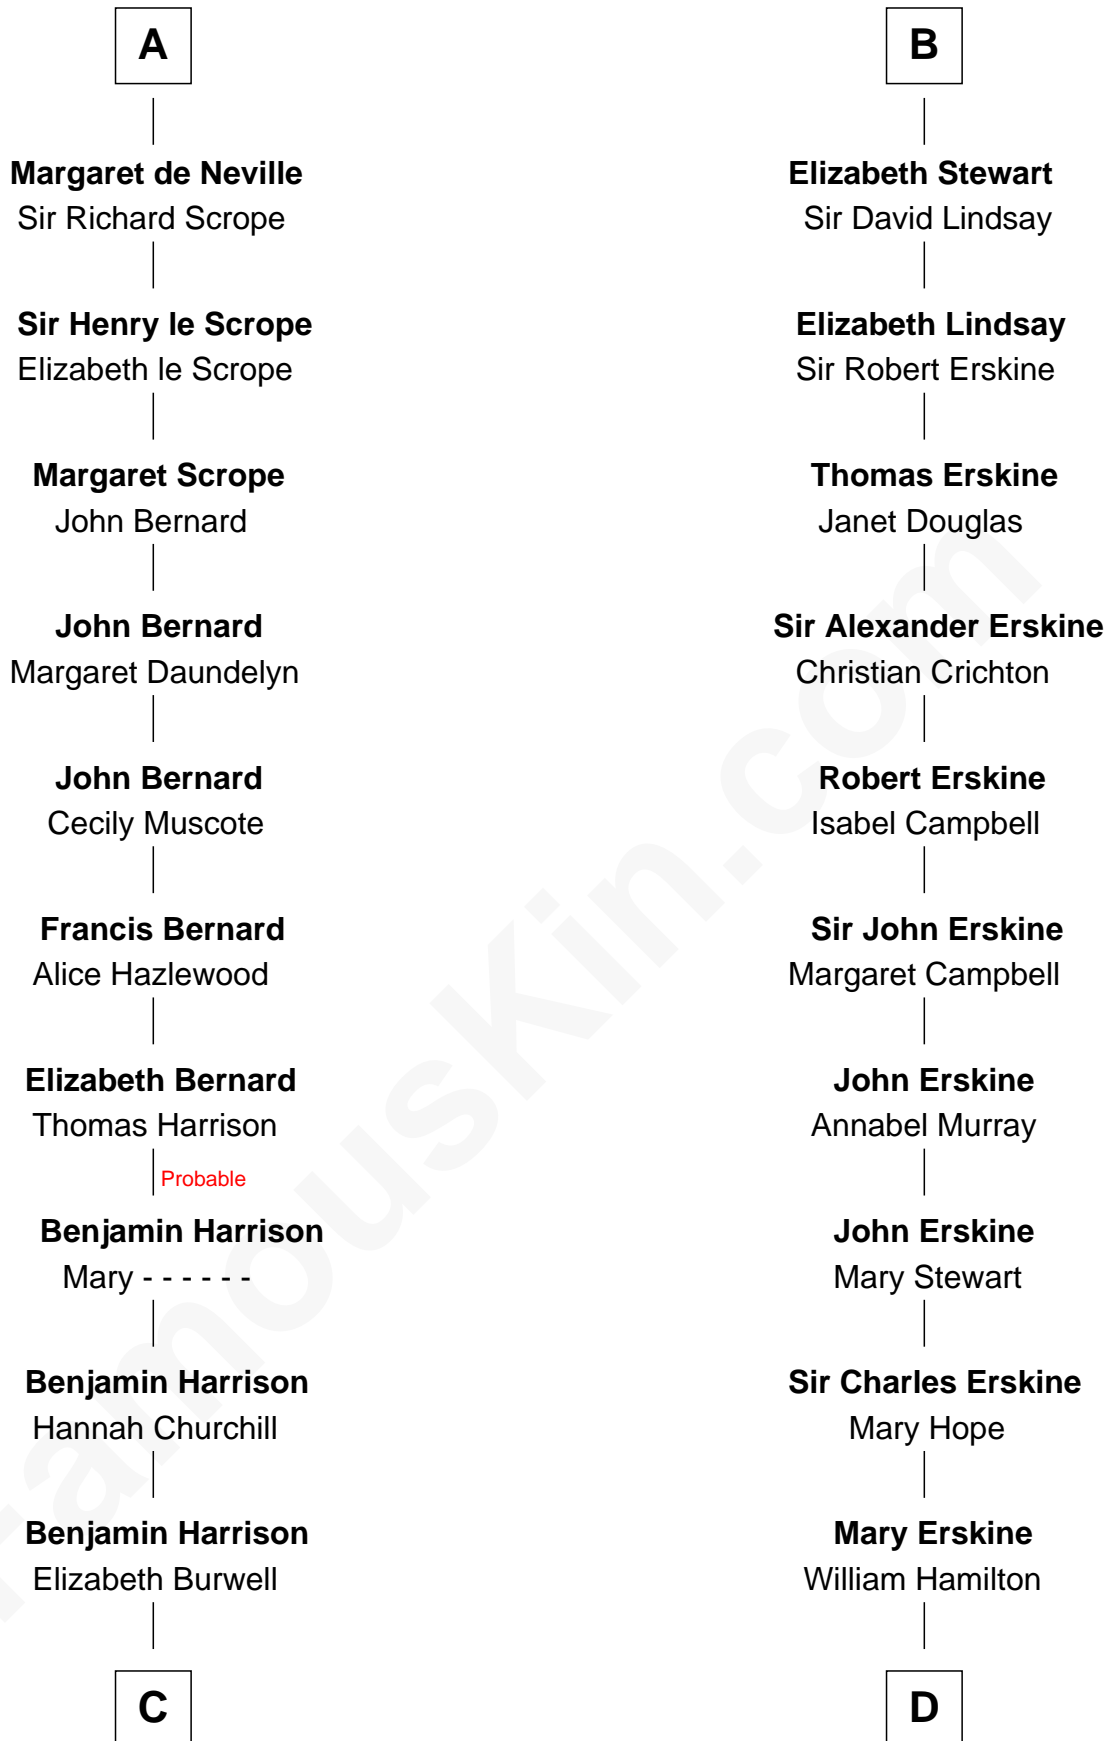 A
Margaret de Neville
Sir Richard Scrope
Sir Henry le Scrope
Elizabeth le Scrope
Margaret Scrope
John Bernard
John Bernard
Margaret Daundelyn
John Bernard
Cecily Muscote
Francis Bernard
Alice Hazlewood
Elizabeth Bernard
Thomas Harrison
Probable
Benjamin Harrison
Mary - - - - - -
Benjamin Harrison
Hannah Churchill
Benjamin Harrison
Elizabeth Burwell
C
B
Elizabeth Stewart
Sir David Lindsay
Elizabeth Lindsay
Sir Robert Erskine
Thomas Erskine
Janet Douglas
Sir Alexander Erskine
Christian Crichton
Robert Erskine
Isabel Campbell
Sir John Erskine
Margaret Campbell
John Erskine
Annabel Murray
John Erskine
Mary Stewart
Sir Charles Erskine
Mary Hope
Mary Erskine
William Hamilton
D
FamousKin.com